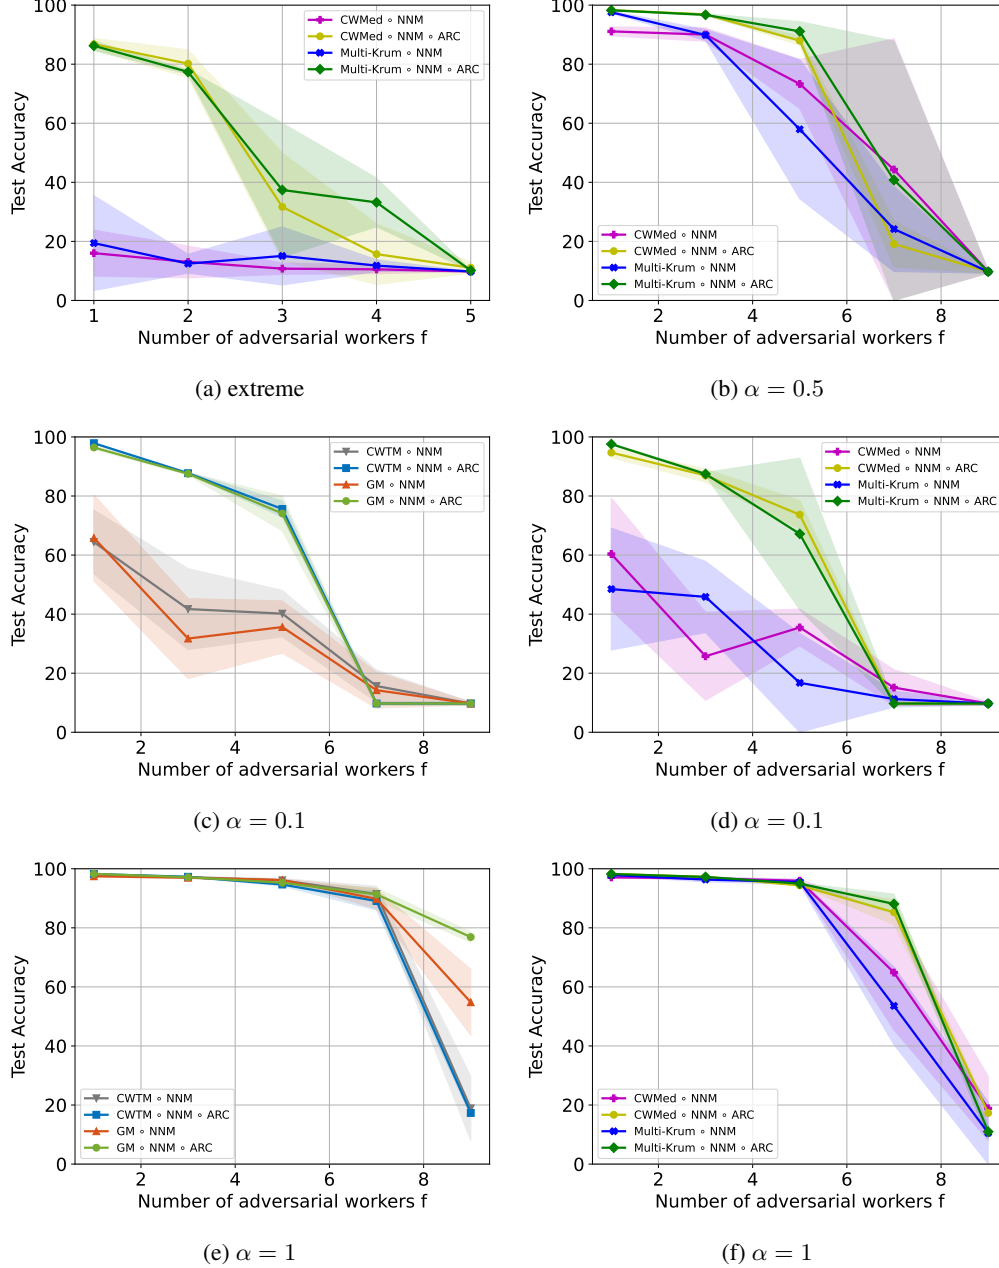 100
80
60
40
20
0
Test Accuracy
CWMed ∘ NNM
CWMed ∘ NNM ∘ ARC
Multi-Krum ∘ NNM
Multi-Krum ∘ NNM ∘ ARC
1 2 3 4 5
Number of adversarial workers f
(a) extreme
100
80
60
40
20
0
Test Accuracy
CWMed ∘ NNM
CWMed ∘ NNM ∘ ARC
Multi-Krum ∘ NNM
Multi-Krum ∘ NNM ∘ ARC
2 4 6 8
Number of adversarial workers f
(b) α = 0.5
100
80
60
40
20
0
Test Accuracy
CWTM ∘ NNM
CWTM ∘ NNM ∘ ARC
GM ∘ NNM
GM ∘ NNM ∘ ARC
2 4 6 8
Number of adversarial workers f
(c) α = 0.1
100
80
60
40
20
0
Test Accuracy
CWMed ∘ NNM
CWMed ∘ NNM ∘ ARC
Multi-Krum ∘ NNM
Multi-Krum ∘ NNM ∘ ARC
2 4 6 8
Number of adversarial workers f
(d) α = 0.1
100
80
60
40
20
0
Test Accuracy
CWTM ∘ NNM
CWTM ∘ NNM ∘ ARC
GM ∘ NNM
GM ∘ NNM ∘ ARC
2 4 6 8
Number of adversarial workers f
(e) α = 1
100
80
60
40
20
0
Test Accuracy
CWMed ∘ NNM
CWMed ∘ NNM ∘ ARC
Multi-Krum ∘ NNM
Multi-Krum ∘ NNM ∘ ARC
2 4 6 8
Number of adversarial workers f
(f) α = 1